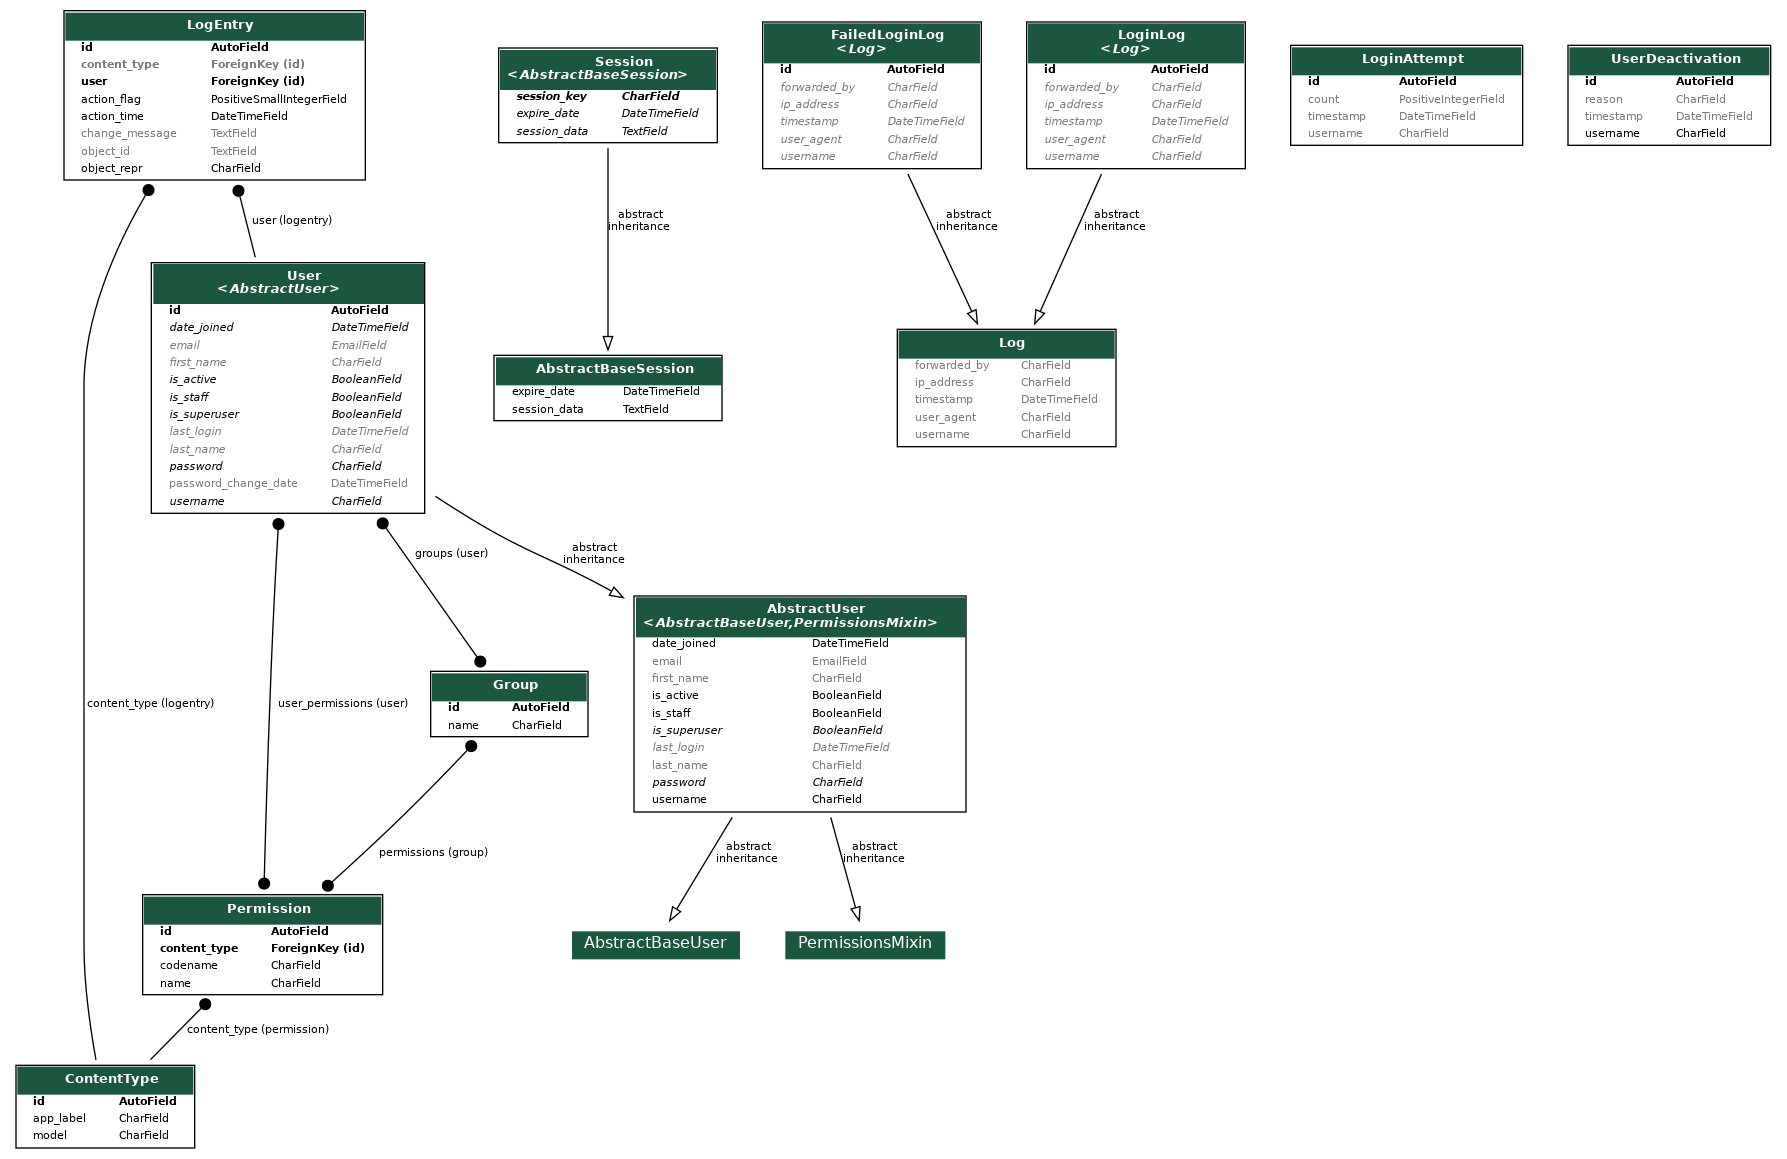 LogEntry
id AutoField
content_type ForeignKey (id)
user ForeignKey (id)
action_flag PositiveSmallIntegerField
action_time DateTimeField
change_message TextField
object_id TextField
object_repr CharField
Session
<AbstractBaseSession>
session_key CharField
expire_date DateTimeField
session_data TextField
FailedLoginLog
<Log>
id AutoField
forwarded_by CharField
ip_address CharField
timestamp DateTimeField
user_agent CharField
username CharField
LoginLog
<Log>
id AutoField
forwarded_by CharField
ip_address CharField
timestamp DateTimeField
user_agent CharField
username CharField
LoginAttempt
id AutoField
count PositiveIntegerField
timestamp DateTimeField
username CharField
UserDeactivation
id AutoField
reason CharField
timestamp DateTimeField
username CharField
user (logentry)
abstract
inheritance
abstract
inheritance
abstract
inheritance
User
<AbstractUser>
id AutoField
date_joined DateTimeField
email EmailField
first_name CharField
is_active BooleanField
is_staff BooleanField
is_superuser BooleanField
last_login DateTimeField
last_name CharField
password CharField
password_change_date DateTimeField
username CharField
AbstractBaseSession
expire_date DateTimeField
session_data TextField
Log
forwarded_by CharField
ip_address CharField
timestamp DateTimeField
user_agent CharField
username CharField
groups (user)
abstract
inheritance
content_type (logentry)
user_permissions (user)
Group
id AutoField
name CharField
AbstractUser
<AbstractBaseUser,PermissionsMixin>
date_joined DateTimeField
email EmailField
first_name CharField
is_active BooleanField
is_staff BooleanField
is_superuser BooleanField
last_login DateTimeField
last_name CharField
password CharField
username CharField
permissions (group)
abstract
inheritance
abstract
inheritance
Permission
id AutoField
content_type ForeignKey (id)
codename CharField
name CharField
AbstractBaseUser
PermissionsMixin
content_type (permission)
ContentType
id AutoField
app_label CharField
model CharField